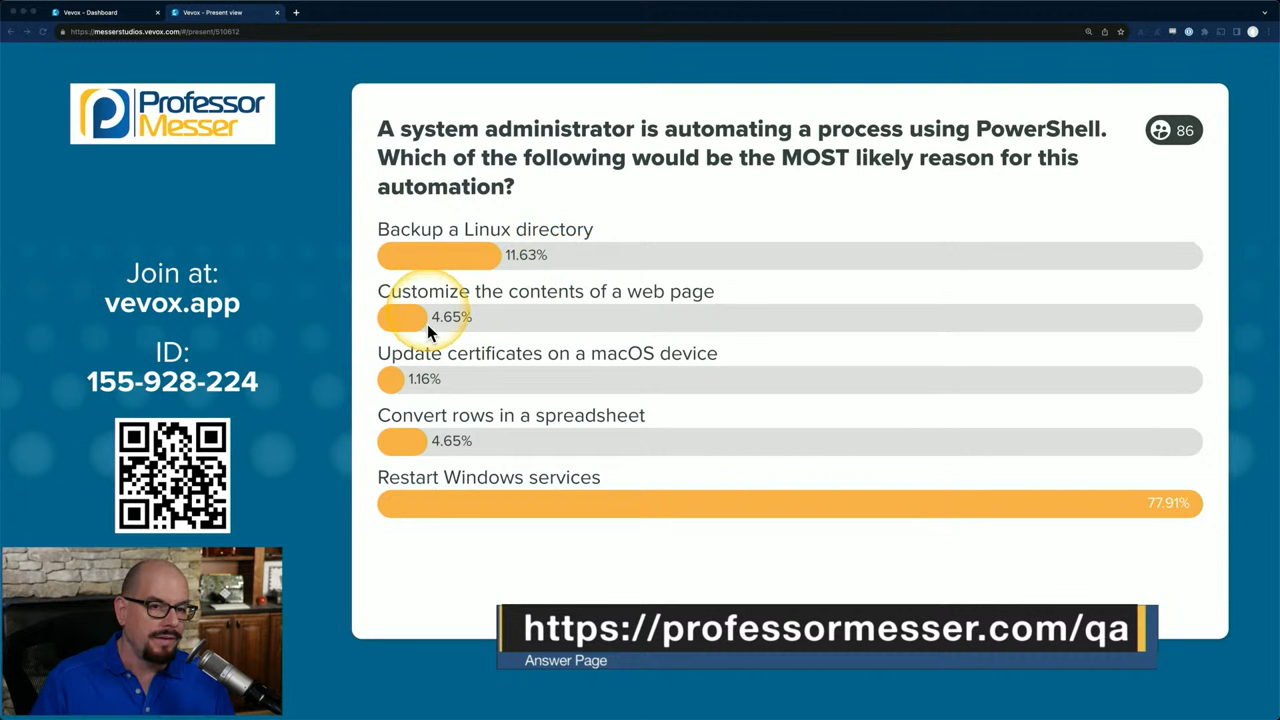 Vevox - Dashboard
Vevox - Present view
https://messerstudios.vevox.com/#/present/510612
Professor
Messer
A system administrator is automating a process using PowerShell.
Which of the following would be the MOST likely reason for this
automation?
86
Backup a Linux directory
11.63%
Customize the contents of a web page
4.65%
Update certificates on a macOS device
1.16%
Convert rows in a spreadsheet
4.65%
Restart Windows services
77.91%
Join at:
vevox.app
ID:
155-928-224
https://professormesser.com/qa
Answer Page